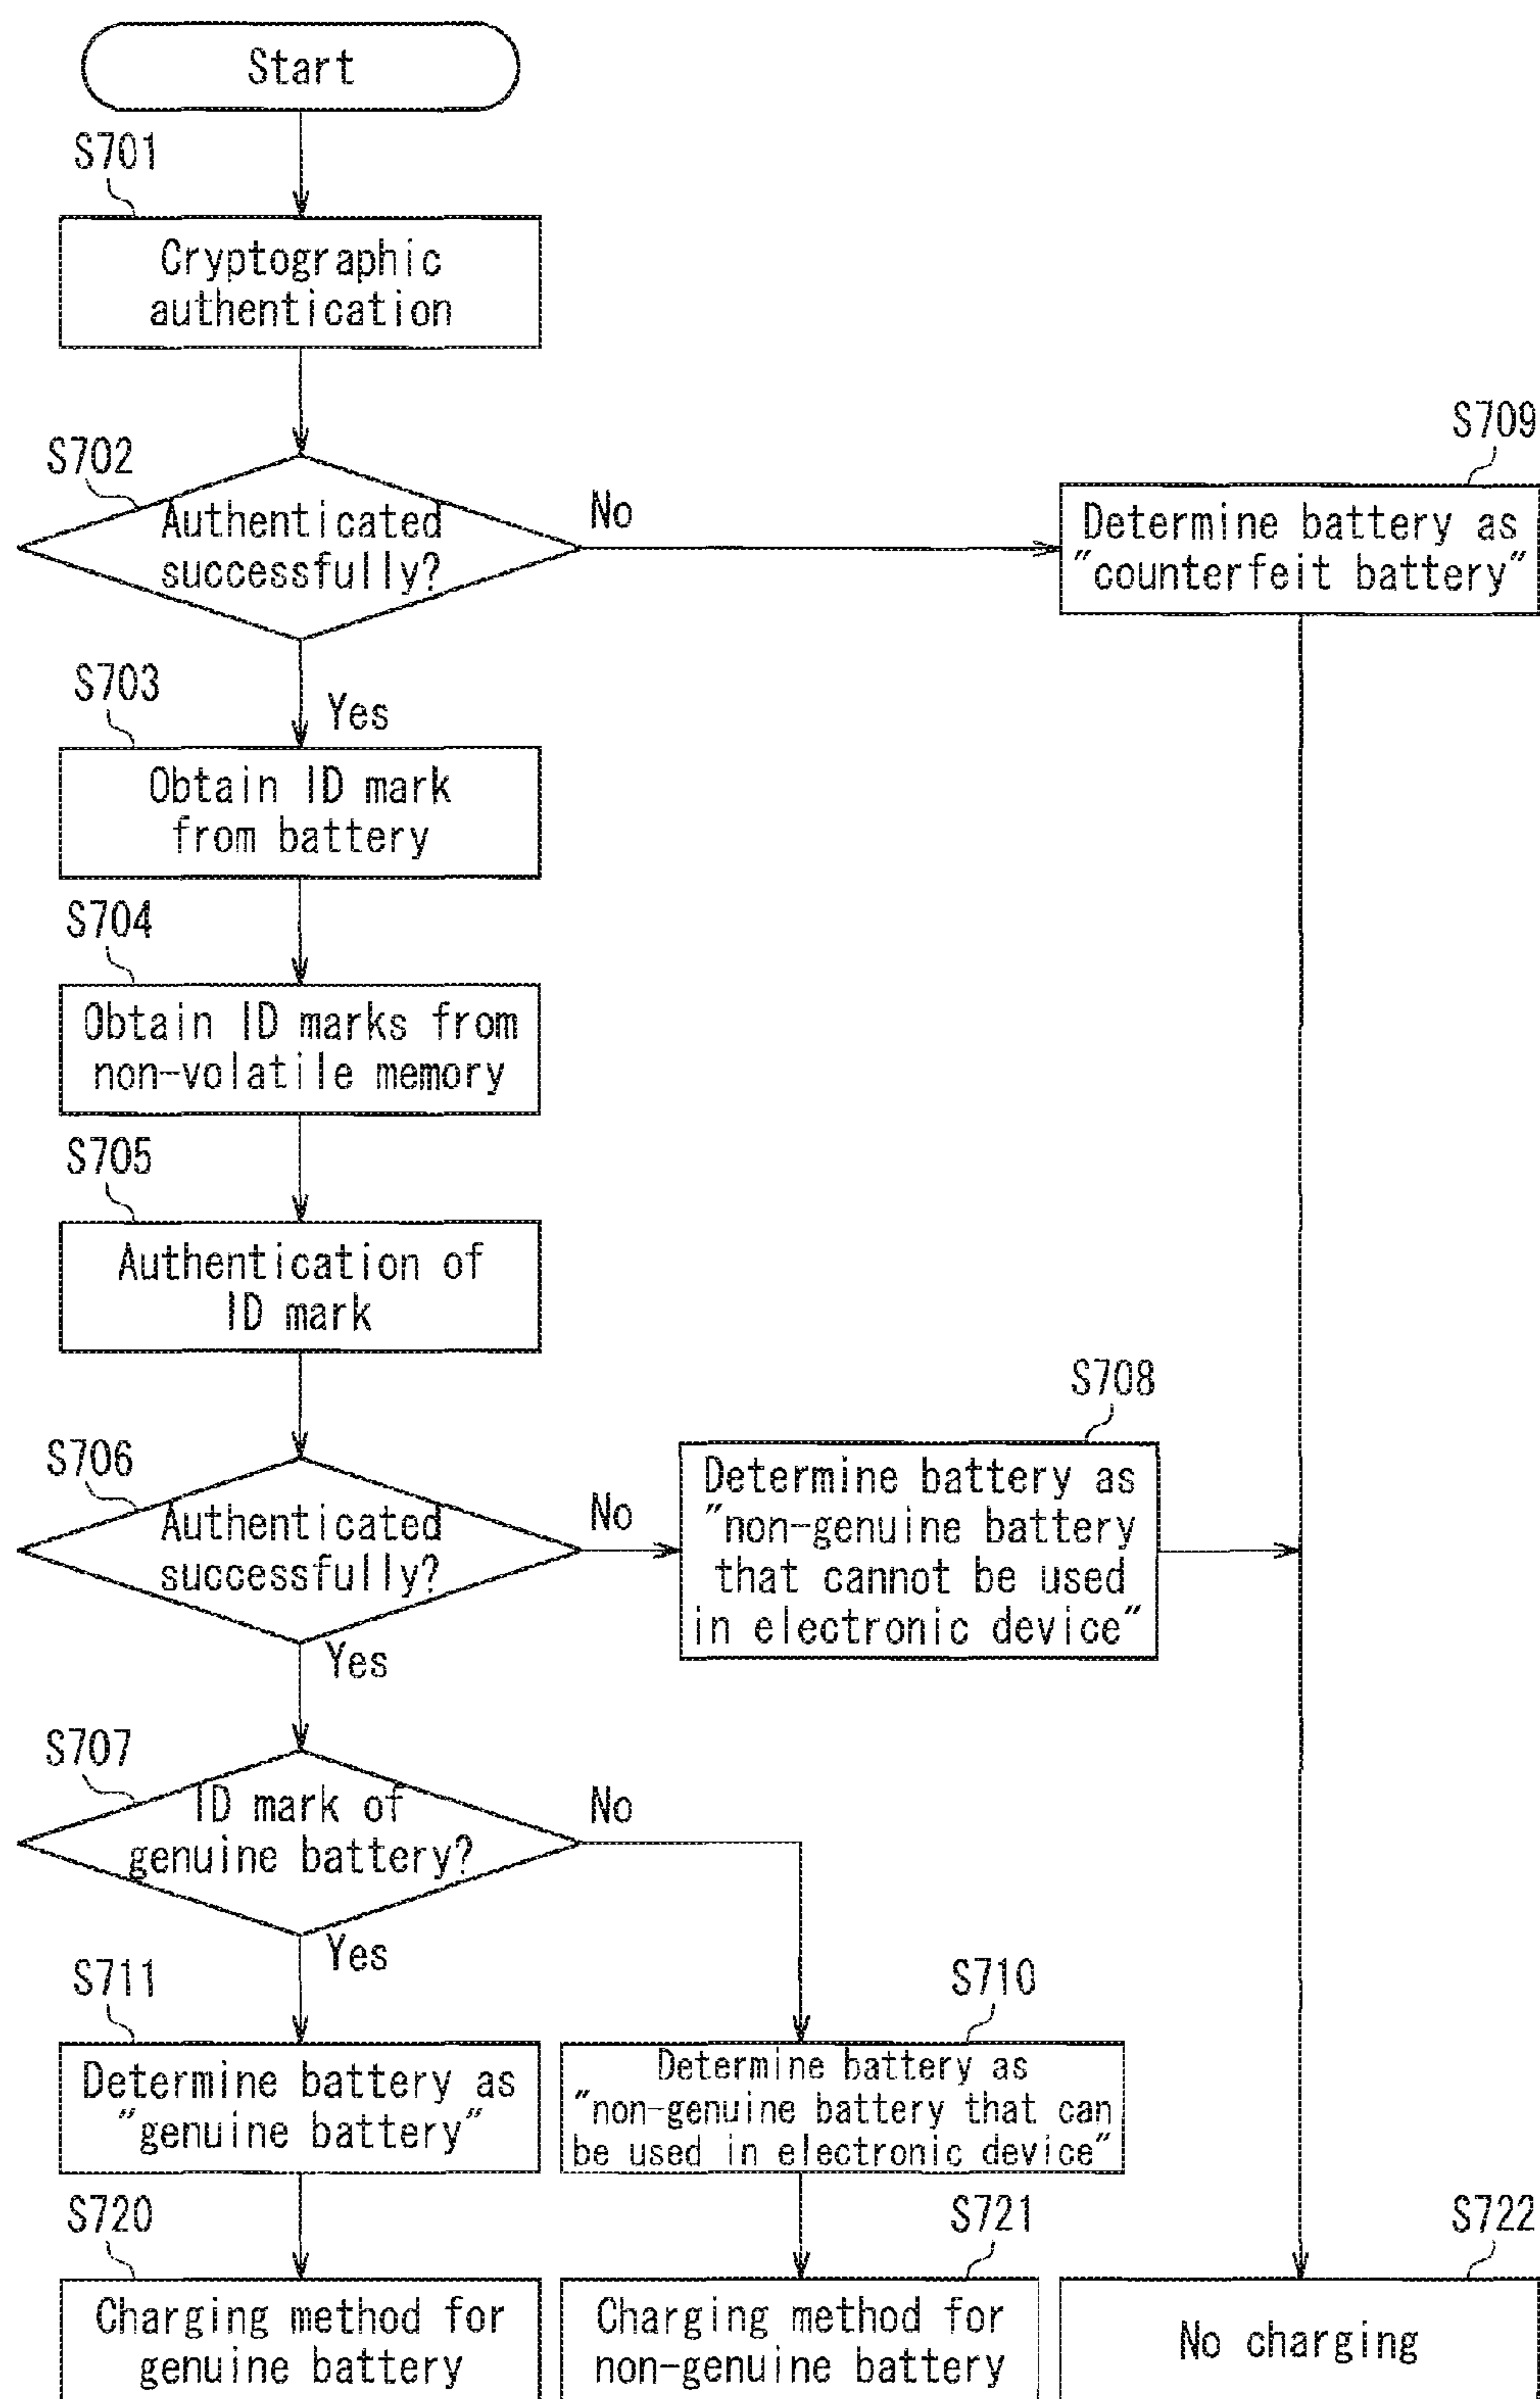 Start
S701
Cryptographic
authentication
S702
Authenticated
successfully?
No
S709
Determine battery as
"counterfeit battery"
Yes
S703
Obtain ID mark
from battery
S704
Obtain ID marks from
non-volatile memory
S705
Authentication of
ID mark
S706
Authenticated
successfully?
No
S708
Determine battery as
"non-genuine battery
that cannot be used
in electronic device"
Yes
S707
ID mark of
genuine battery?
No
Yes
S711
Determine battery as
"genuine battery"
S710
Determine battery as
"non-genuine battery that can
be used in electronic device"
S720
Charging method for
genuine battery
S721
Charging method for
non-genuine battery
S722
No charging